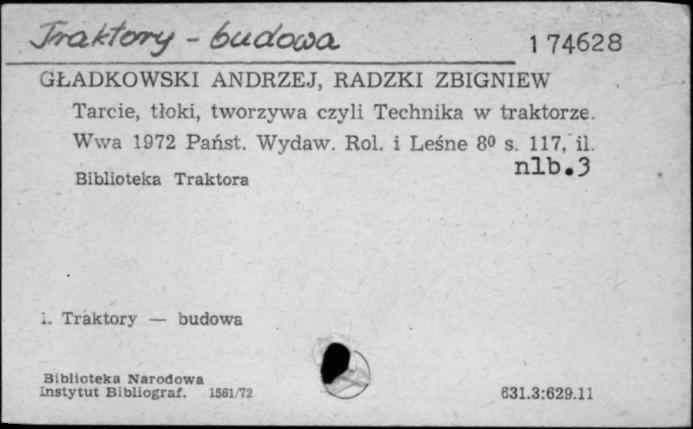 Traktory - budowa
174628
GŁADKOWSKI ANDRZEJ, RADZKI ZBIGNIEW
Tarcie, tłoki, tworzywa czyli Technika w traktorze.
Wwa 1972 Państ. Wydaw. Rol. i Leśne 8⁰ s. 117, il.
nlb.3
Biblioteka Traktora
1. Traktory — budowa
Biblioteka Narodowa
Instytut Bibliograf. 1561/72
631.3:629.11